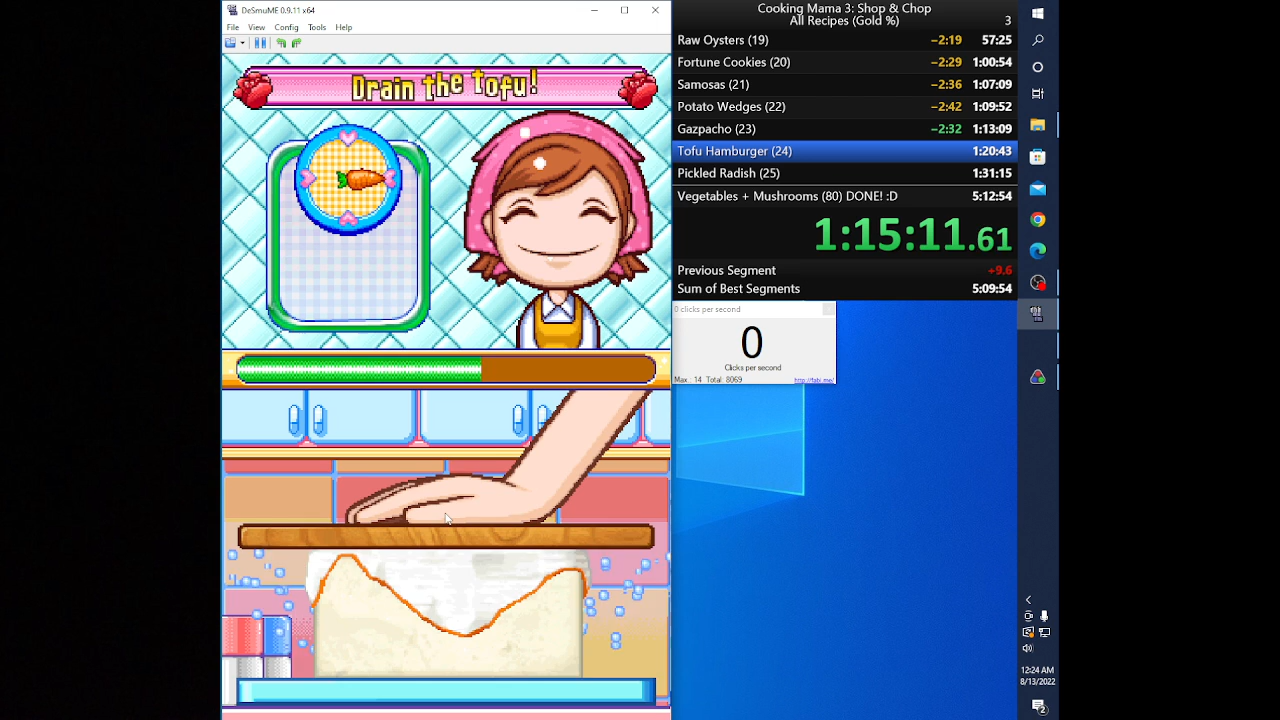 DeSmuME 0.9.11 x64
File View Config Tools Help
Drain the Tofu!
Cooking Mama 3: Shop & Chop
All Recipes (Gold %) 3
Raw Oysters (19) −2:19 57:25
Fortune Cookies (20) −2:29 1:00:54
Samosas (21) −2:36 1:07:09
Potato Wedges (22) −2:42 1:09:52
Gazpacho (23) −2:32 1:13:09
Tofu Hamburger (24) 1:20:43
Pickled Radish (25) 1:31:15
Vegetables + Mushrooms (80) DONE! :D 5:12:54
1:15:11.61
Previous Segment +9.6
Sum of Best Segments 5:09:54
0 clicks per second
0
Clicks per second
Max.: 14 Total: 8069
12:24 AM
8/13/2022
2